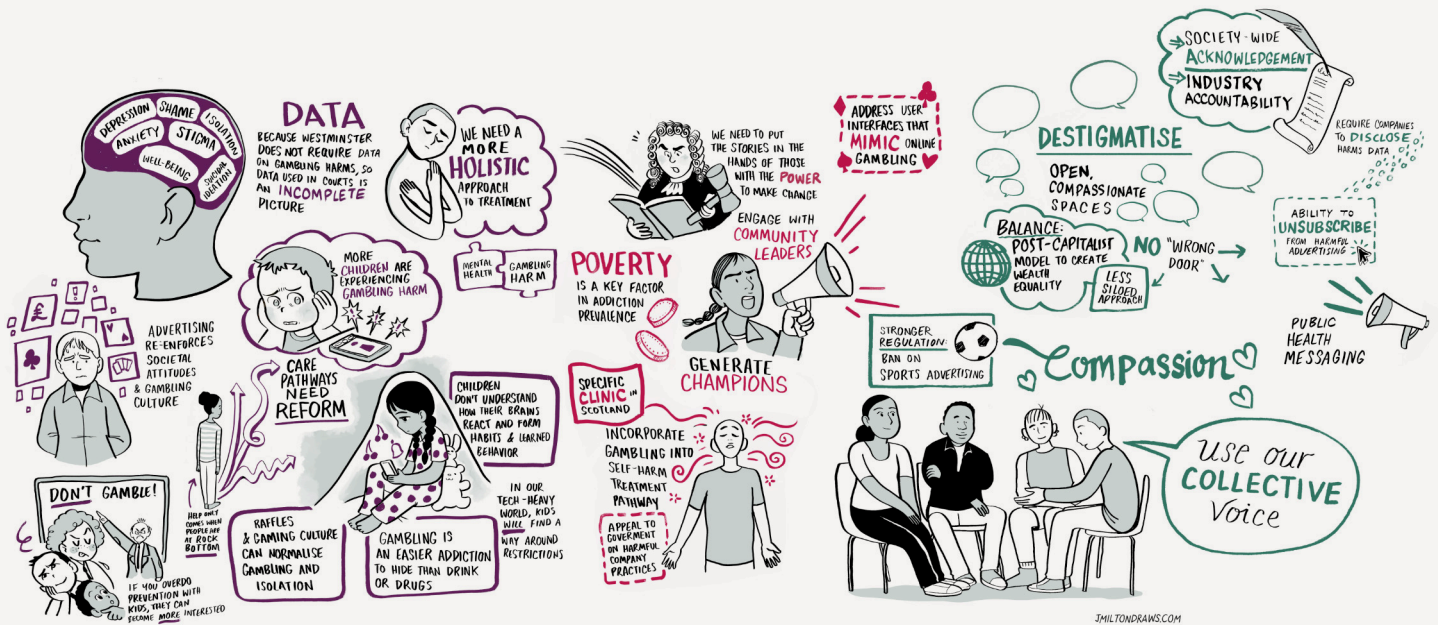 DEPRESSION
SHAME
ISOLATION
ANXIETY
STIGMA
WELL-BEING
SUICIDAL
IDEATION
DATA
BECAUSE WESTMINSTER
DOES NOT REQUIRE DATA
ON GAMBLING HARMS, SO
DATA USED IN COURTS IS
AN INCOMPLETE
PICTURE
WE NEED A
MORE
HOLISTIC
APPROACH
TO TREATMENT
MORE
CHILDREN ARE
EXPERIENCING
GAMBLING HARM
MENTAL
HEALTH
GAMBLING
HARM
£
ADVERTISING
RE-ENFORCES
SOCIETAL
ATTITUDES
& GAMBLING
CULTURE
CARE
PATHWAYS
NEED
REFORM
HELP ONLY
COMES WHEN
PEOPLE ARE
AT ROCK
BOTTOM
DON'T GAMBLE!
IF YOU OVERDO
PREVENTION WITH
KIDS, THEY CAN
BECOME MORE INTERESTED
CHILDREN
DON'T UNDERSTAND
HOW THEIR BRAINS
REACT AND FORM
HABITS & LEARNED
BEHAVIOR
IN OUR
TECH-HEAVY
WORLD, KIDS
WILL FIND A
WAY AROUND
RESTRICTIONS
RAFFLES
& GAMING CULTURE
CAN NORMALISE
GAMBLING AND
ISOLATION
GAMBLING IS
AN EASIER ADDICTION
TO HIDE THAN DRINK
OR DRUGS
WE NEED TO PUT
THE STORIES IN THE
HANDS OF THOSE
WITH THE POWER
TO MAKE CHANGE
ENGAGE WITH
COMMUNITY
LEADERS
POVERTY
IS A KEY FACTOR
IN ADDICTION
PREVALENCE
GENERATE
CHAMPIONS
SPECIFIC
CLINIC IN
SCOTLAND
INCORPORATE
GAMBLING INTO
SELF-HARM
TREATMENT
PATHWAY
APPEAL TO
GOVERMENT
ON HARMFUL
COMPANY
PRACTICES
ADDRESS USER
INTERFACES THAT
MIMIC ONLINE
GAMBLING
SOCIETY-WIDE
ACKNOWLEDGEMENT
INDUSTRY
ACCOUNTABILITY
REQUIRE COMPANIES
TO DISCLOSE
HARMS DATA
DESTIGMATISE
OPEN,
COMPASSIONATE
SPACES
BALANCE:
POST-CAPITALIST
MODEL TO CREATE
WEALTH
EQUALITY
NO "WRONG
DOOR"
LESS
SILOED
APPROACH
ABILITY TO
UNSUBSCRIBE
FROM HARMFUL
ADVERTISING
PUBLIC
HEALTH
MESSAGING
STRONGER
REGULATION:
BAN ON
SPORTS ADVERTISING
Compassion
Use our
COLLECTIVE
Voice
JMILTONDRAWS.COM